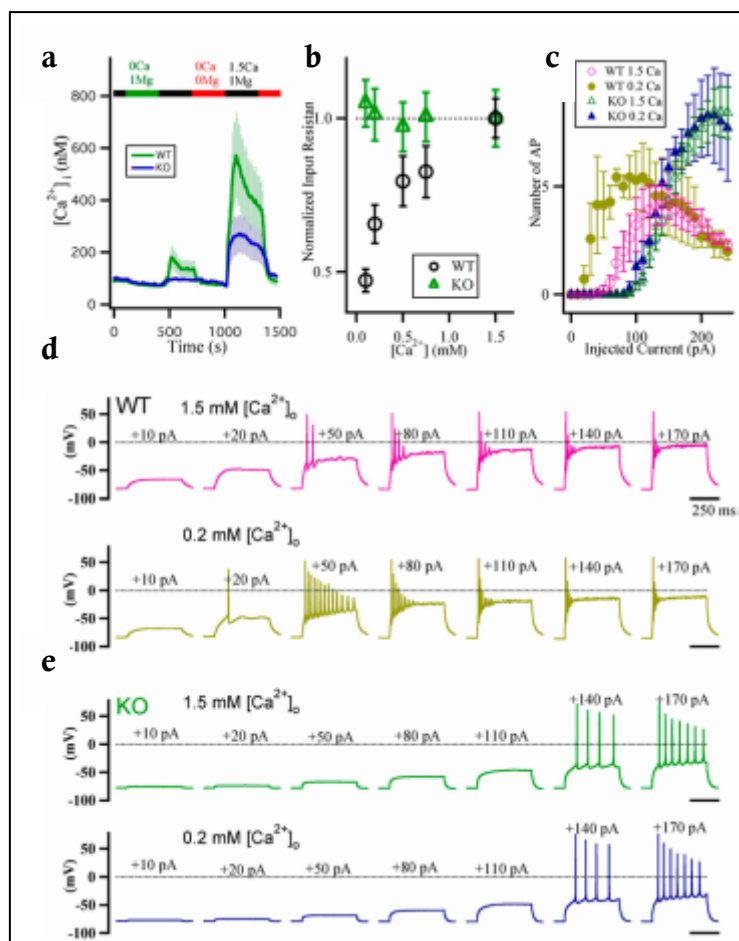 a
0Ca 0Ca 1.5Ca
1Mg 0Mg 1Mg
800
600
400
200
0
[Ca²⁺]ᵢ (nM)
WT
KO
0 500 1000 1500
Time (s)
b
1.0
0.5
Normalized Input Resistan
WT
KO
0.0 0.5 1.0 1.5
[Ca²⁺] (mM)
c
WT 1.5 Ca
WT 0.2 Ca
KO 1.5 Ca
KO 0.2 Ca
Number of AP
5
0
0 100 200
Injected Current (pA)
d
WT 1.5 mM [Ca²⁺]ₒ
50
0
-50
-100
(mV)
+10 pA +20 pA +50 pA +80 pA +110 pA +140 pA +170 pA
250 ms
0.2 mM [Ca²⁺]ₒ
50
0
-50
-100
(mV)
+10 pA +20 pA +50 pA +80 pA +110 pA +140 pA +170 pA
e
KO 1.5 mM [Ca²⁺]ₒ
50
0
-50
-100
(mV)
+10 pA +20 pA +50 pA +80 pA +110 pA +140 pA +170 pA
0.2 mM [Ca²⁺]ₒ
50
0
-50
-100
(mV)
+10 pA +20 pA +50 pA +80 pA +110 pA +140 pA +170 pA